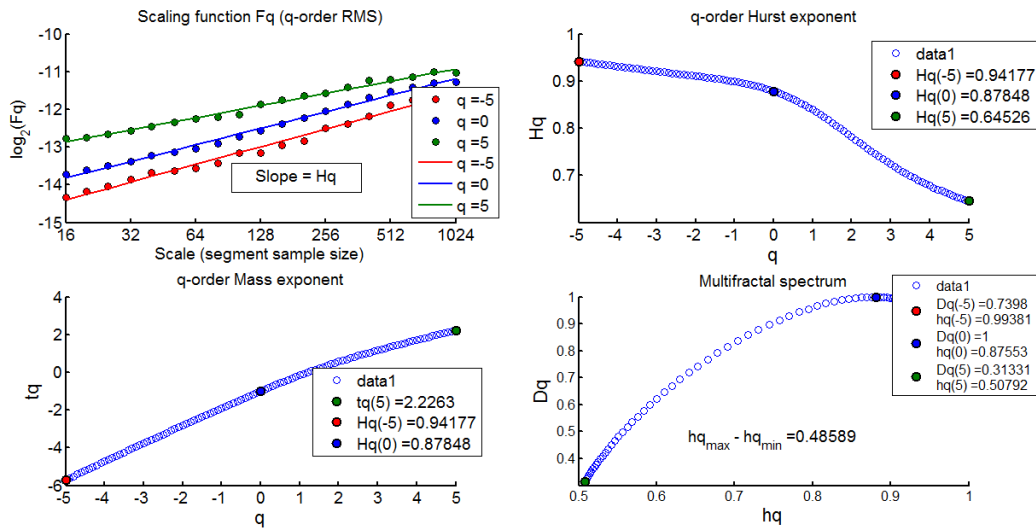 Scaling function Fq (q-order RMS)
-10
-11
-12
-13
-14
-15
log2(Fq)
16 32 64 128 256 512 1024
Scale (segment sample size)
Slope = Hq
q =-5
q =0
q =5
q =-5
q =0
q =5
q-order Hurst exponent
1
0.9
0.8
0.7
Hq
-5 -4 -3 -2 -1 0 1 2 3 4 5
q
data1
Hq(-5) =0.94177
Hq(0) =0.87848
Hq(5) =0.64526
q-order Mass exponent
4
2
0
-2
-4
-6
tq
-5 -4 -3 -2 -1 0 1 2 3 4 5
q
data1
tq(5) =2.2263
Hq(-5) =0.94177
Hq(0) =0.87848
Multifractal spectrum
1
0.9
0.8
0.7
0.6
0.5
0.4
Dq
0.5 0.6 0.7 0.8 0.9 1
hq
hqmax - hqmin =0.48589
data1
Dq(-5) =0.7398
hq(-5) =0.99381
Dq(0) =1
hq(0) =0.87553
Dq(5) =0.31331
hq(5) =0.50792